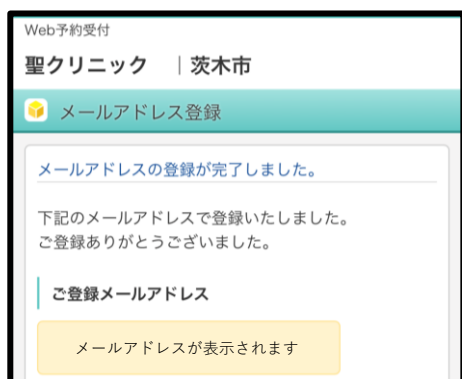 Web予約受付
聖クリニック ｜茨木市
メールアドレス登録
メールアドレスの登録が完了しました。
下記のメールアドレスで登録いたしました。
ご登録ありがとうございました。
ご登録メールアドレス
メールアドレスが表示されます